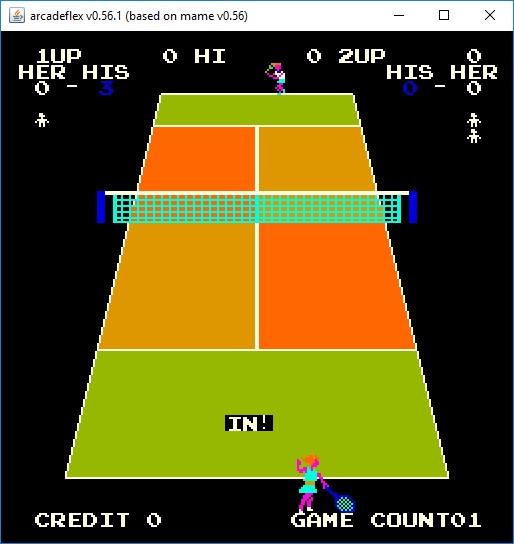 arcadeflex v0.56.1 (based on mame v0.56)
1UP 0 HI 0 2UP 0
HER HIS HIS HER
0 - 3 0 - 0
IN!
CREDIT 0 GAME COUNT01